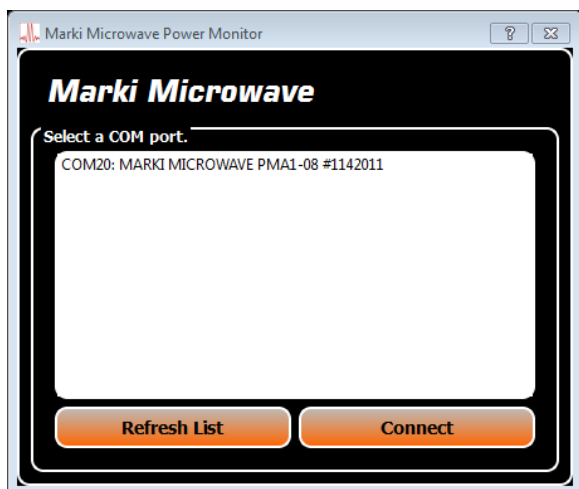 Marki Microwave Power Monitor
Marki Microwave
Select a COM port.
COM20: MARKI MICROWAVE PMA1-08 #1142011
Refresh List Connect